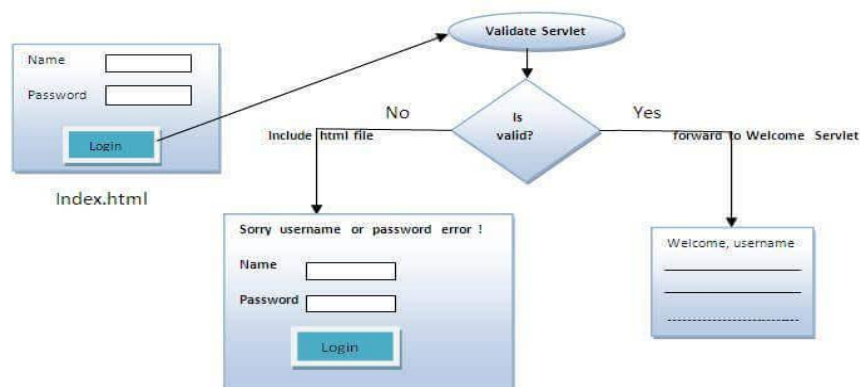 Validate Servlet
Name
Password
Login
Index.html
No
Yes
Is
valid?
Include html file
forward to Welcome Servlet
Sorry username or password error !
Name
Password
Login
Welcome, username